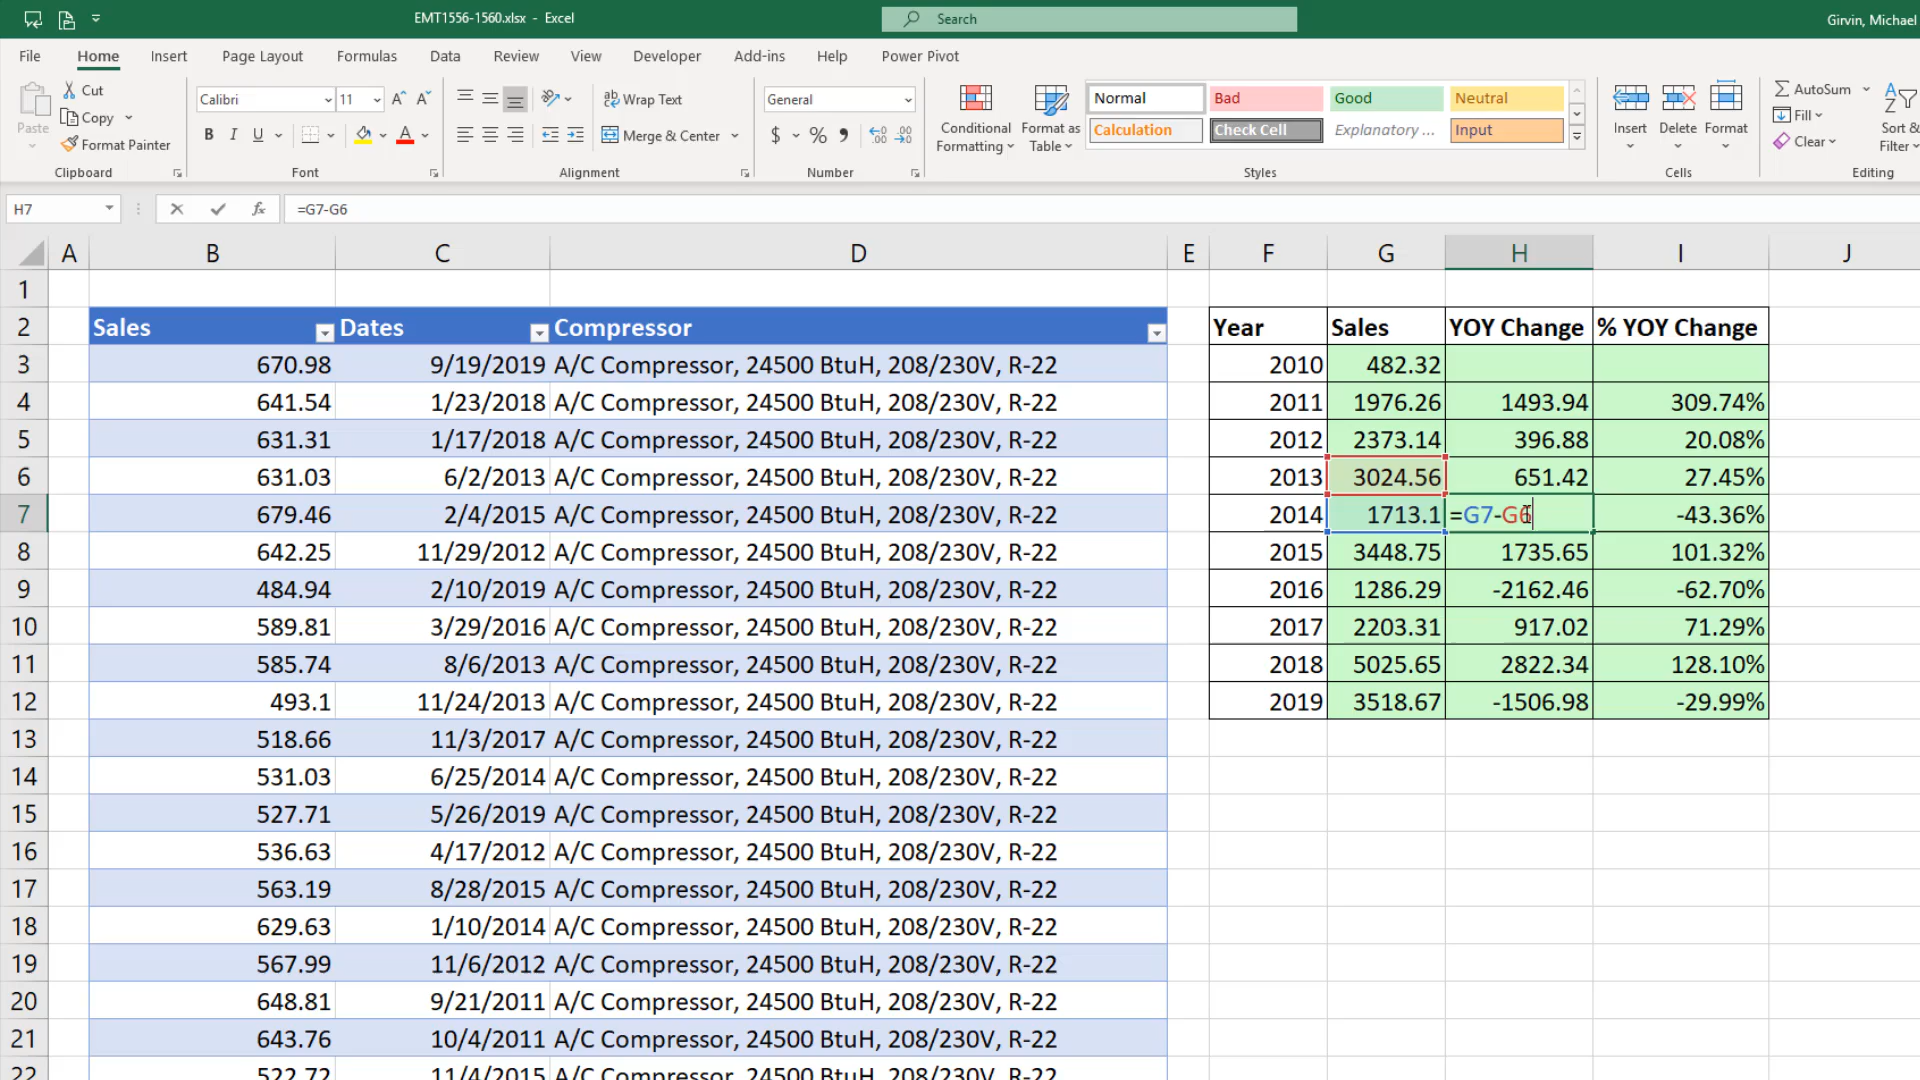 EMT1556-1560.xlsx - Excel
Search
Girvin, Michael
File Home Insert Page Layout Formulas Data Review View Developer Add-ins Help Power Pivot
Paste
Cut
Copy
Format Painter
Clipboard
Calibri 11
B I U
Font
Wrap Text
Merge & Center
Alignment
General
$ % ,
Number
Conditional Formatting
Format as Table
Normal Bad Good Neutral
Calculation Check Cell Explanatory ... Input
Styles
Insert Delete Format
Cells
AutoSum
Fill
Clear
Sort & Filter
Editing
H7 fx =G7-G6
A B C D E F G H I J
1
2 Sales Dates Compressor Year Sales YOY Change % YOY Change
3 670.98 9/19/2019 A/C Compressor, 24500 BtuH, 208/230V, R-22 2010 482.32
4 641.54 1/23/2018 A/C Compressor, 24500 BtuH, 208/230V, R-22 2011 1976.26 1493.94 309.74%
5 631.31 1/17/2018 A/C Compressor, 24500 BtuH, 208/230V, R-22 2012 2373.14 396.88 20.08%
6 631.03 6/2/2013 A/C Compressor, 24500 BtuH, 208/230V, R-22 2013 3024.56 651.42 27.45%
7 679.46 2/4/2015 A/C Compressor, 24500 BtuH, 208/230V, R-22 2014 1713.1 =G7-G6 -43.36%
8 642.25 11/29/2012 A/C Compressor, 24500 BtuH, 208/230V, R-22 2015 3448.75 1735.65 101.32%
9 484.94 2/10/2019 A/C Compressor, 24500 BtuH, 208/230V, R-22 2016 1286.29 -2162.46 -62.70%
10 589.81 3/29/2016 A/C Compressor, 24500 BtuH, 208/230V, R-22 2017 2203.31 917.02 71.29%
11 585.74 8/6/2013 A/C Compressor, 24500 BtuH, 208/230V, R-22 2018 5025.65 2822.34 128.10%
12 493.1 11/24/2013 A/C Compressor, 24500 BtuH, 208/230V, R-22 2019 3518.67 -1506.98 -29.99%
13 518.66 11/3/2017 A/C Compressor, 24500 BtuH, 208/230V, R-22
14 531.03 6/25/2014 A/C Compressor, 24500 BtuH, 208/230V, R-22
15 527.71 5/26/2019 A/C Compressor, 24500 BtuH, 208/230V, R-22
16 536.63 4/17/2012 A/C Compressor, 24500 BtuH, 208/230V, R-22
17 563.19 8/28/2015 A/C Compressor, 24500 BtuH, 208/230V, R-22
18 629.63 1/10/2014 A/C Compressor, 24500 BtuH, 208/230V, R-22
19 567.99 11/6/2012 A/C Compressor, 24500 BtuH, 208/230V, R-22
20 648.81 9/21/2011 A/C Compressor, 24500 BtuH, 208/230V, R-22
21 643.76 10/4/2011 A/C Compressor, 24500 BtuH, 208/230V, R-22
22 522.72 11/4/2015 A/C Compressor, 24500 BtuH, 208/230V, R-22